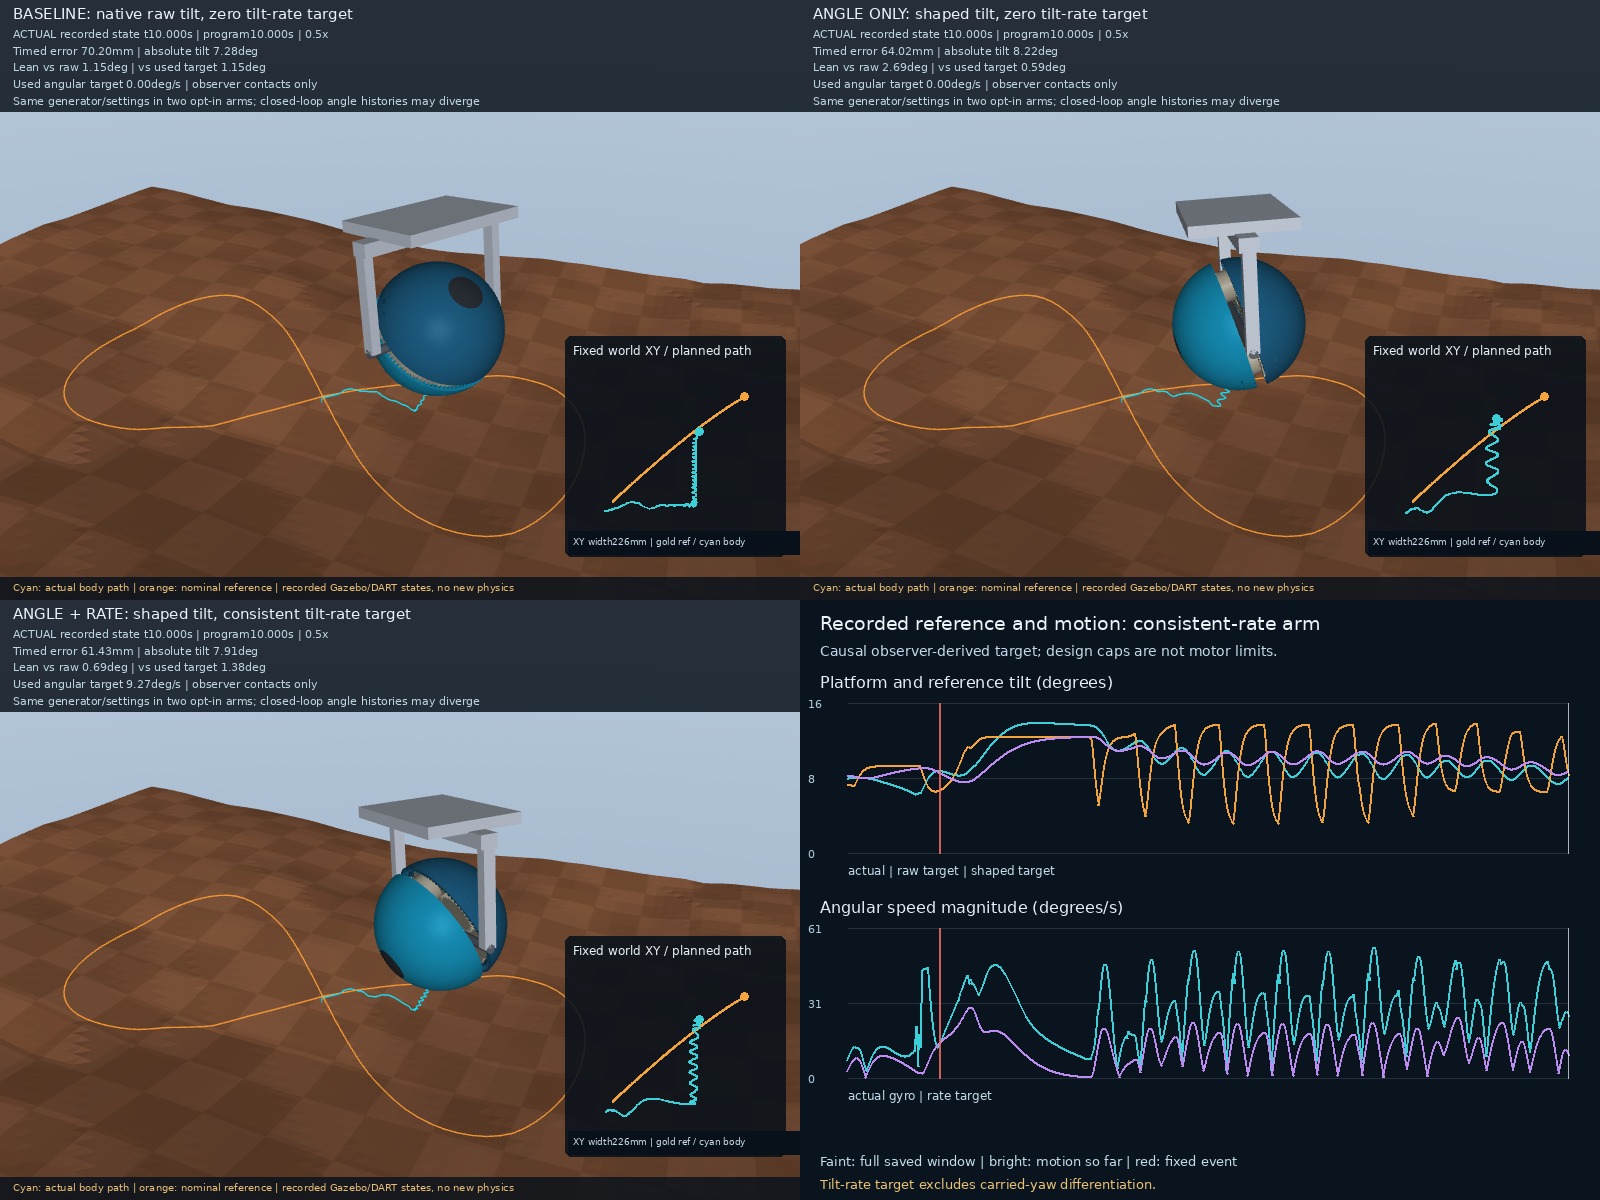 BASELINE: native raw tilt, zero tilt-rate target
ACTUAL recorded state t10.000s | program10.000s | 0.5x
Timed error 70.20mm | absolute tilt 7.28deg
Lean vs raw 1.15deg | vs used target 1.15deg
Used angular target 0.00deg/s | observer contacts only
Same generator/settings in two opt-in arms; closed-loop angle histories may diverge
Fixed world XY / planned path
XY width226mm | gold ref / cyan body
Cyan: actual body path | orange: nominal reference | recorded Gazebo/DART states, no new physics
ANGLE ONLY: shaped tilt, zero tilt-rate target
ACTUAL recorded state t10.000s | program10.000s | 0.5x
Timed error 64.02mm | absolute tilt 8.22deg
Lean vs raw 2.69deg | vs used target 0.59deg
Used angular target 0.00deg/s | observer contacts only
Same generator/settings in two opt-in arms; closed-loop angle histories may diverge
Fixed world XY / planned path
XY width226mm | gold ref / cyan body
Cyan: actual body path | orange: nominal reference | recorded Gazebo/DART states, no new physics
ANGLE + RATE: shaped tilt, consistent tilt-rate target
ACTUAL recorded state t10.000s | program10.000s | 0.5x
Timed error 61.43mm | absolute tilt 7.91deg
Lean vs raw 0.69deg | vs used target 1.38deg
Used angular target 9.27deg/s | observer contacts only
Same generator/settings in two opt-in arms; closed-loop angle histories may diverge
Fixed world XY / planned path
XY width226mm | gold ref / cyan body
Cyan: actual body path | orange: nominal reference | recorded Gazebo/DART states, no new physics
Recorded reference and motion: consistent-rate arm
Causal observer-derived target; design caps are not motor limits.
Platform and reference tilt (degrees)
16
8
0
actual | raw target | shaped target
Angular speed magnitude (degrees/s)
61
31
0
actual gyro | rate target
Faint: full saved window | bright: motion so far | red: fixed event
Tilt-rate target excludes carried-yaw differentiation.